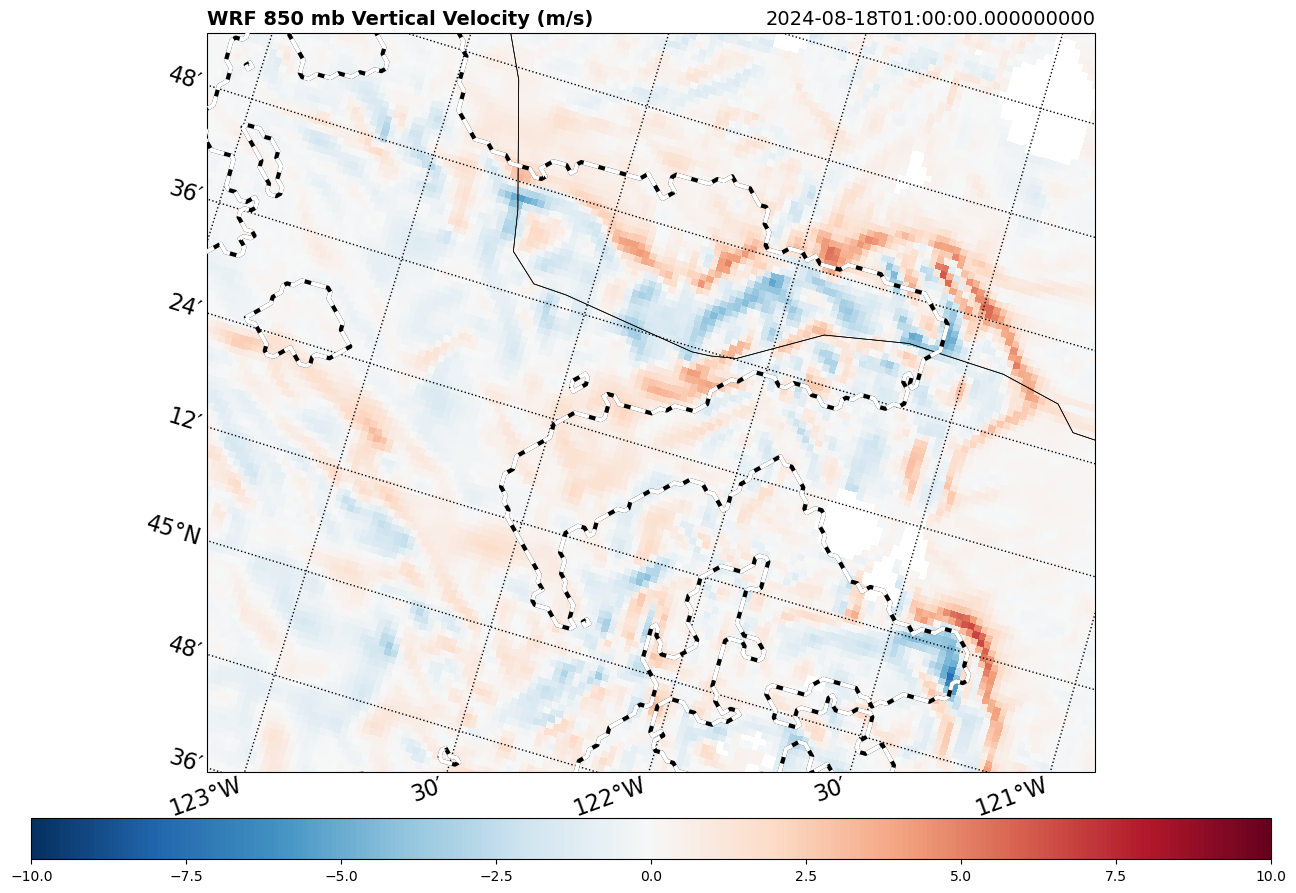 WRF 850 mb Vertical Velocity (m/s) 2024-08-18T01:00:00.000000000
48′
36′
24′
12′
45°N
48′
36′
123°W 30′ 122°W 30′ 121°W
−10.0 −7.5 −5.0 −2.5 0.0 2.5 5.0 7.5 10.0